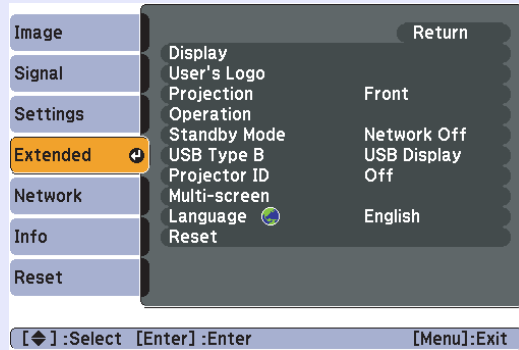 Image
Signal
Settings
Extended
Network
Info
Reset
Return
Display
User's Logo
Projection Front
Operation
Standby Mode Network Off
USB Type B USB Display
Projector ID Off
Multi-screen
Language English
Reset
[ ] :Select [Enter] :Enter [Menu]:Exit